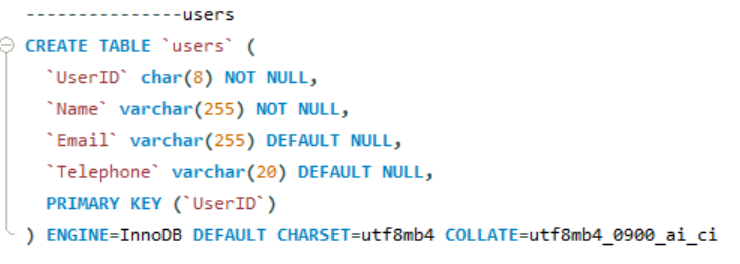 ---------------users
CREATE TABLE `users` (
  `UserID` char(8) NOT NULL,
  `Name` varchar(255) NOT NULL,
  `Email` varchar(255) DEFAULT NULL,
  `Telephone` varchar(20) DEFAULT NULL,
  PRIMARY KEY (`UserID`)
) ENGINE=InnoDB DEFAULT CHARSET=utf8mb4 COLLATE=utf8mb4_0900_ai_ci